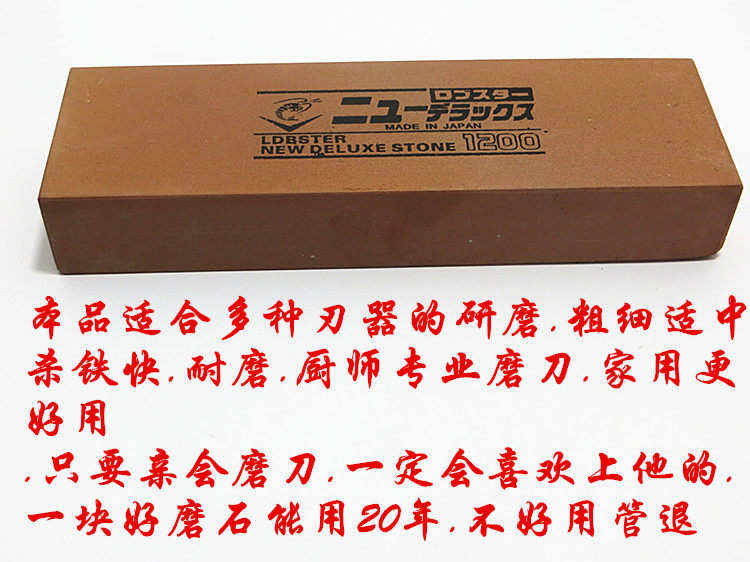 ロブスター
ニューデラックス
MADE IN JAPAN
LDBSTER
NEW DELUXE STONE 1200
本品适合多种刃器的研磨.粗细适中
杀铁快.耐磨.厨师专业磨刀.家用更
好用
.只要亲会磨刀.一定会喜欢上他的.
一块好磨石能用20年.不好用管退